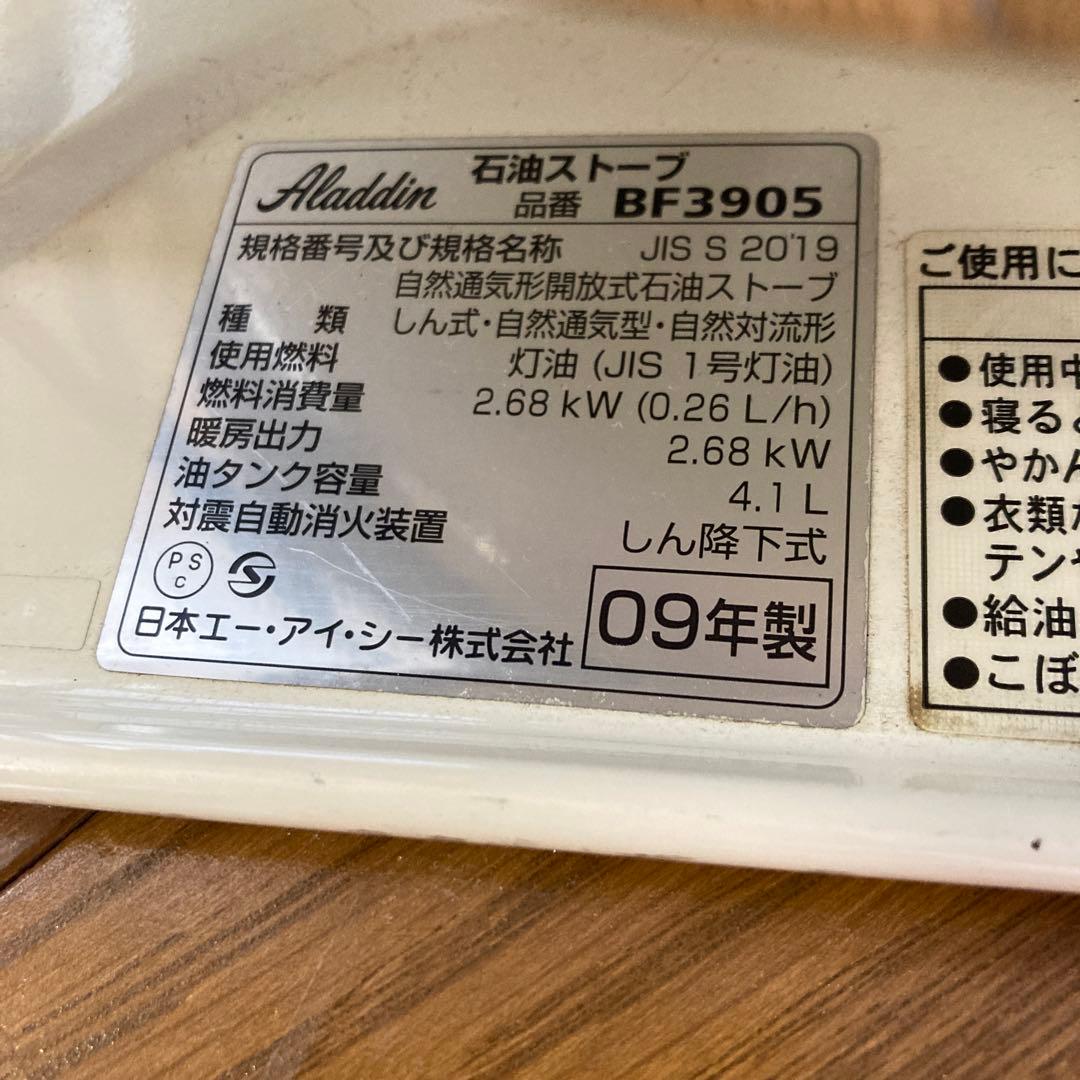 Aladdin 石油ストーブ
品番 BF3905
規格番号及び規格名称 JIS S 2019
自然通気形開放式石油ストーブ
種 類 しん式・自然通気型・自然対流形
使用燃料 灯油 (JIS 1号灯油)
燃料消費量 2.68 kW (0.26 L/h)
暖房出力 2.68 kW
油タンク容量 4.1 L
対震自動消火装置 しん降下式
PS
C
日本エー・アイ・シー株式会社 09年製
ご使用に
●使用中
●寝ると
●やかん
●衣類
テンや
●給油
●こぼ